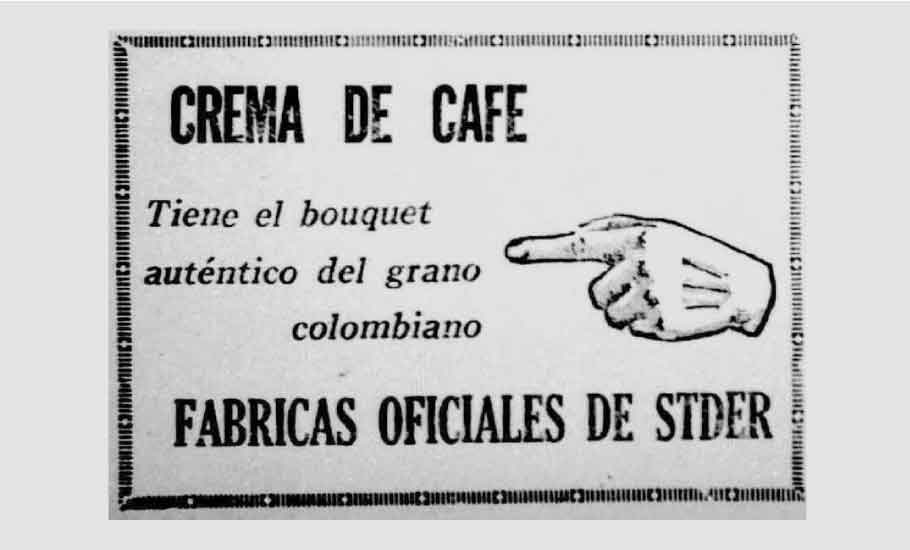 CREMA DE CAFE
Tiene el bouquet
auténtico del grano
colombiano
FABRICAS OFICIALES DE STDER